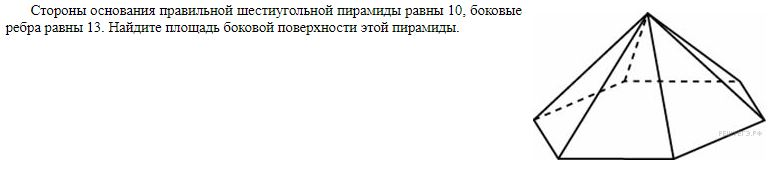 Стороны основания правильной шестиугольной пирамиды равны 10, боковые
ребра равны 13. Найдите площадь боковой поверхности этой пирамиды.